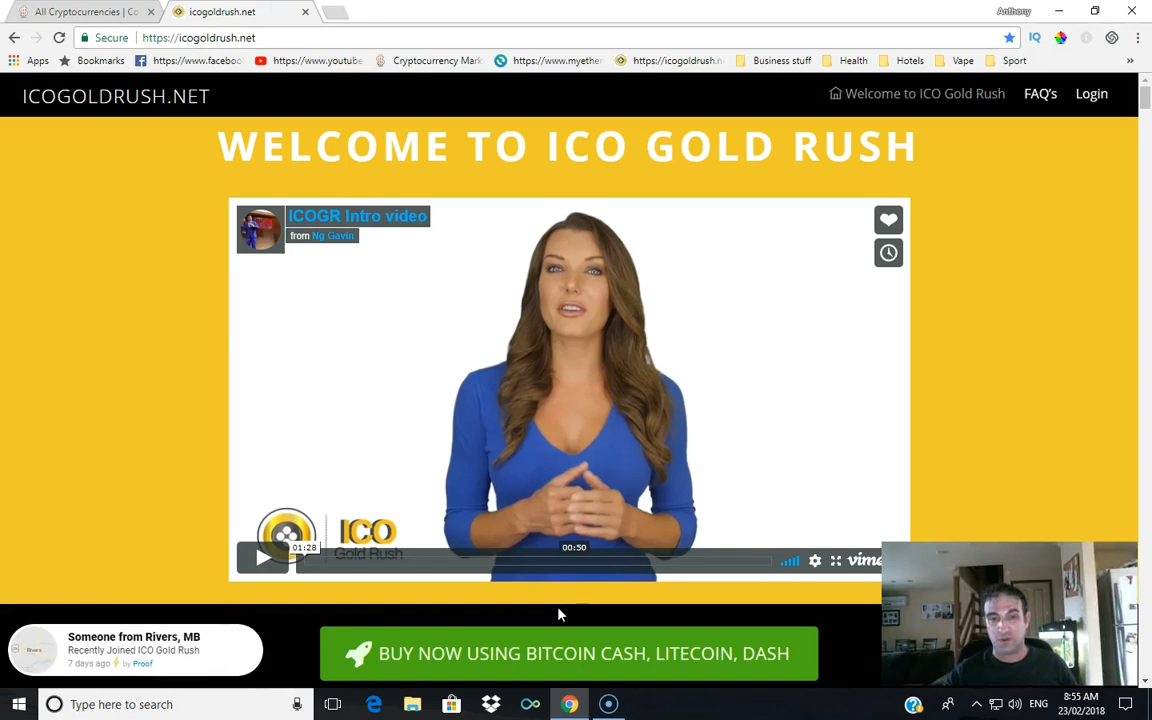 All Cryptocurrencies | Co
icogoldrush.net
Anthony
Secure
https://icogoldrush.net
IQ
Apps
Bookmarks
https://www.faceboo
https://www.youtube
Cryptocurrency Mark
https://www.myether
https://icogoldrush.n
Business stuff
Health
Hotels
Vape
Sport
»
ICOGOLDRUSH.NET
Welcome to ICO Gold Rush
FAQ's
Login
WELCOME TO ICO GOLD RUSH
ICOGR Intro video
from Ng Gavin
ICO
Gold Rush
01:28
00:50
vime
Someone from Rivers, MB
Recently Joined ICO Gold Rush
7 days ago ⚡ by Proof
Rivers
BUY NOW USING BITCOIN CASH, LITECOIN, DASH
Type here to search
ENG
8:55 AM
23/02/2018